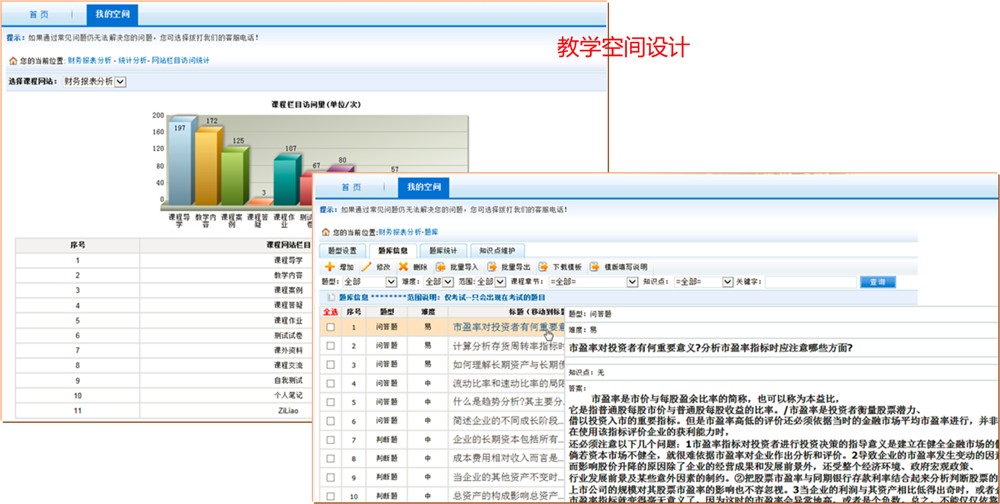 首 页
我的空间
提示：如果通过常见问题仍无法解决您的问题，您可选择拨打我们的客服电话！
教学空间设计
您的当前位置: 财务报表分析 - 统计分析- 网站栏目访问统计
选择课程网站： 财务报表分析
课程栏目访问量(单位/次)
200
160
120
80
40
0
197
172
125
3
107
67
80
57
课程导学
教学内容
课程案例
课程答疑
课程作业
序号 课程网站栏目
1 课程导学
2 教学内容
3 课程案例
4 课程答疑
5 课程作业
6 测试试卷
7 课外资料
8 课程交流
9 自我测试
10 个人笔记
11 ZiLiao
首 页
我的空间
提示：如果通过常见问题仍无法解决您的问题，您可选择拨打我们的客服电话！
您的当前位置:财务报表分析-题库
题型设置 题库信息 题库统计 知识点维护
增加 修改 删除 批量导入 批量导出 下载模板 模版填写说明
题型： 全部 难度： 全部 范围: 全部 课程章节： =全部= 知识点： =全部= 关键字： 查询
题库信息 ********范围说明：仅考试--只会出现在考试的题目
全选 序号 题型 难度 标题（移动到标
1 问答题 易 市盈率对投资者有何重要意
2 问答题 易 计算分析存货周转率指标时
3 问答题 易 如何理解长期资产与长期债
4 问答题 中 流动比率和速动比率的局限
5 问答题 中 什么是趋势分析?其主要分..
6 问答题 中 简述企业的不同成长阶段...
7 判断题 中 企业的长期资本包括所有...
8 判断题 中 成本费用相对收入而言是...
9 判断题 中 当企业的其他资产不变时...
10 判断题 中 总资产的构成影响总资产...
题型：问答题
难度：易
市盈率对投资者有何重要意义?分析市盈率指标时应注意哪些方面?
知识点：无
答案：
市盈率是市价与每股盈余比率的简称，也可以称为本益比，
它是指普通股每股市价与普通股每股收益的比率。/市盈率是投资者衡量股票潜力、
借以投资入市的重要指标。但是市盈率高低的评价还必须依据当时的金融市场平均市盈率进行，并非
在使用该指标评价企业的获利能力时，
还必须注意以下几个问题：1市盈率指标对投资者进行投资决策的指导意义是建立在健全金融市场的
倘若资本市场不健全，就很难依据市盈率对企业作出分析和评价。2导致企业的市盈率发生变动的因
而影响股价升降的原因除了企业的经营成果和发展前景外，还受整个经济环境、政府宏观政策、
行业发展前景及某些意外因素的制约。②把股票市盈率与同期银行存款利率结合起来分析判断股票的
上市公司的规模对其股票市盈率的影响也不容忽视。3当企业的利润与其资产相比低得出奇时，或者
市盈率指标就变得毫无意义了，因为这时的市盈率会异常地高，或者是个负数。总之，不能仅仅依靠